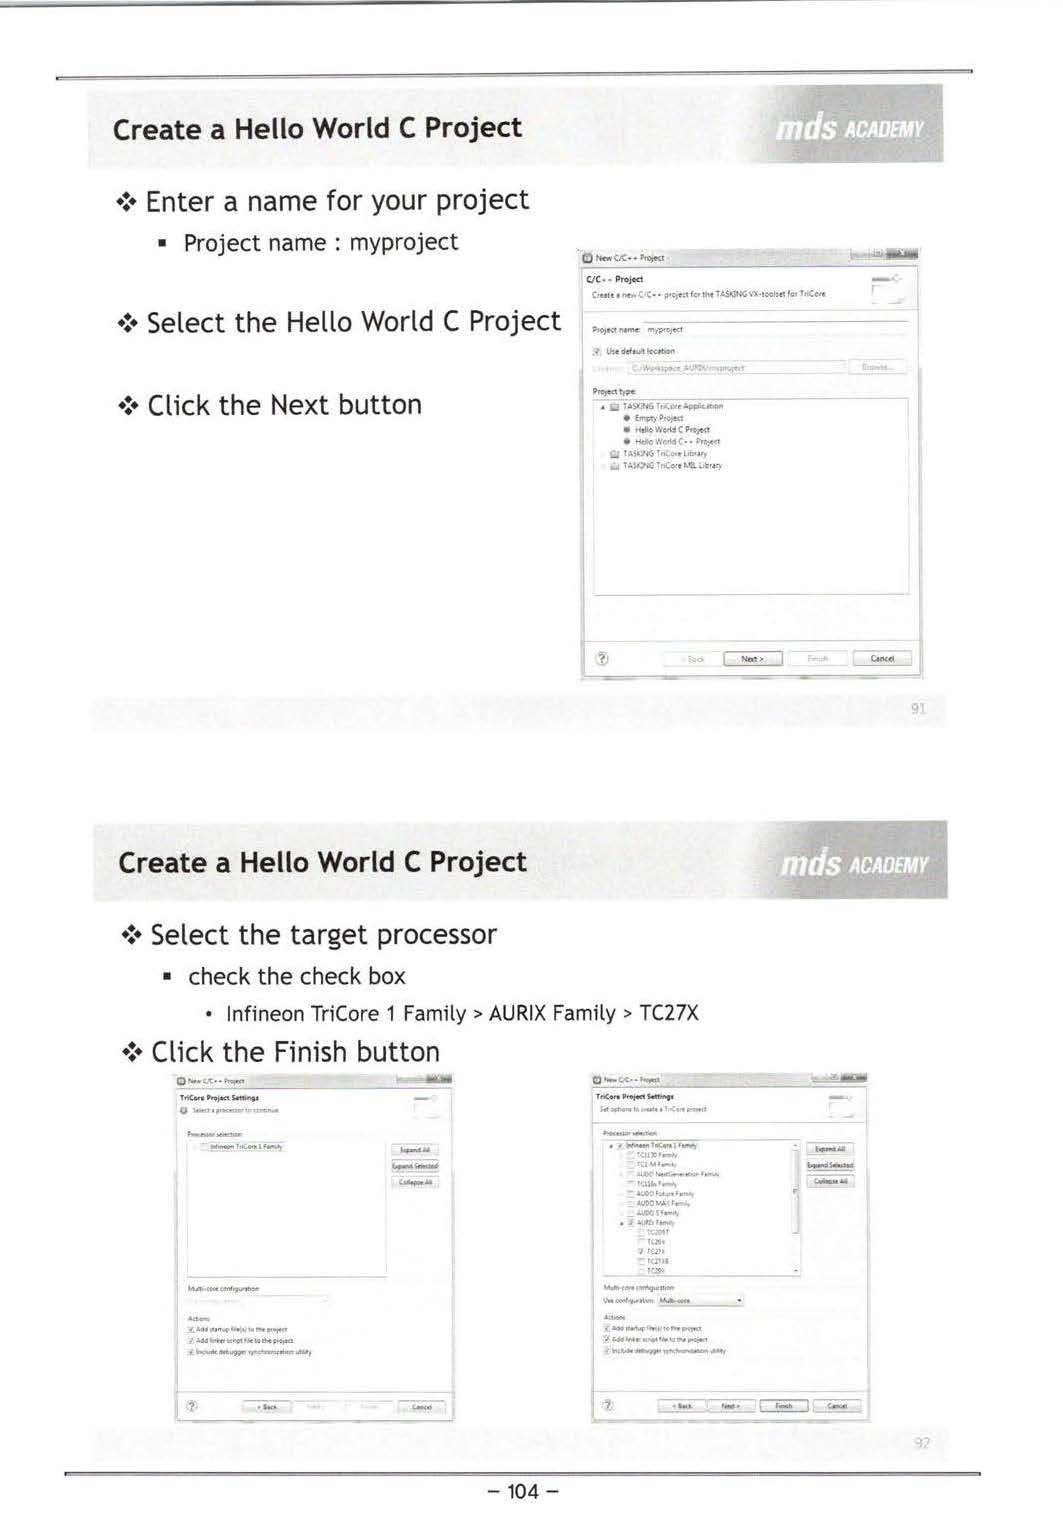 Create a Hello World C Project
mds ACADEMY
❖ Enter a name for your project
▪ Project name : myproject
❖ Select the Hello World C Project
❖ Click the Next button
New C/C++ Project
C/C++ Project
Create a new C/C++ project for the TASKING VX-toolset for TriCore
Project name: myproject
Use default location
C:/Workspace_AURIX/myproject
Browse...
Project type:
TASKING TriCore Application
Empty Project
Hello World C Project
Hello World C++ Project
TASKING TriCore Library
TASKING TriCore MIL Library
< Back Next > Finish Cancel
91
Create a Hello World C Project
mds ACADEMY
❖ Select the target processor
▪ check the check box
• Infineon TriCore 1 Family > AURIX Family > TC27X
❖ Click the Finish button
New C/C++ Project
TriCore Project Settings
Select a processor to continue
Processor selection
Infineon TriCore 1 Family
Expand All
Expand Selected
Collapse All
Multi-core configuration
Actions
Add startup file(s) to the project
Add linker script file to the project
Include debugger synchronization utility
< Back Next > Finish Cancel
New C/C++ Project
TriCore Project Settings
Set options to create a TriCore project
Processor selection
Infineon TriCore 1 Family
TC1130 Family
TC1-M Family
AUDO NextGeneration Family
TC116x Family
AUDO Future Family
AUDO MAX Family
AUDO S Family
AURIX Family
TC26x
TC27x
TC27XB
TC29x
Expand All
Expand Selected
Collapse All
Multi-core configuration
Use configuration: Multi-core
Actions
Add startup file(s) to the project
Add linker script file to the project
Include debugger synchronization utility
< Back Next > Finish Cancel
92
- 104 -